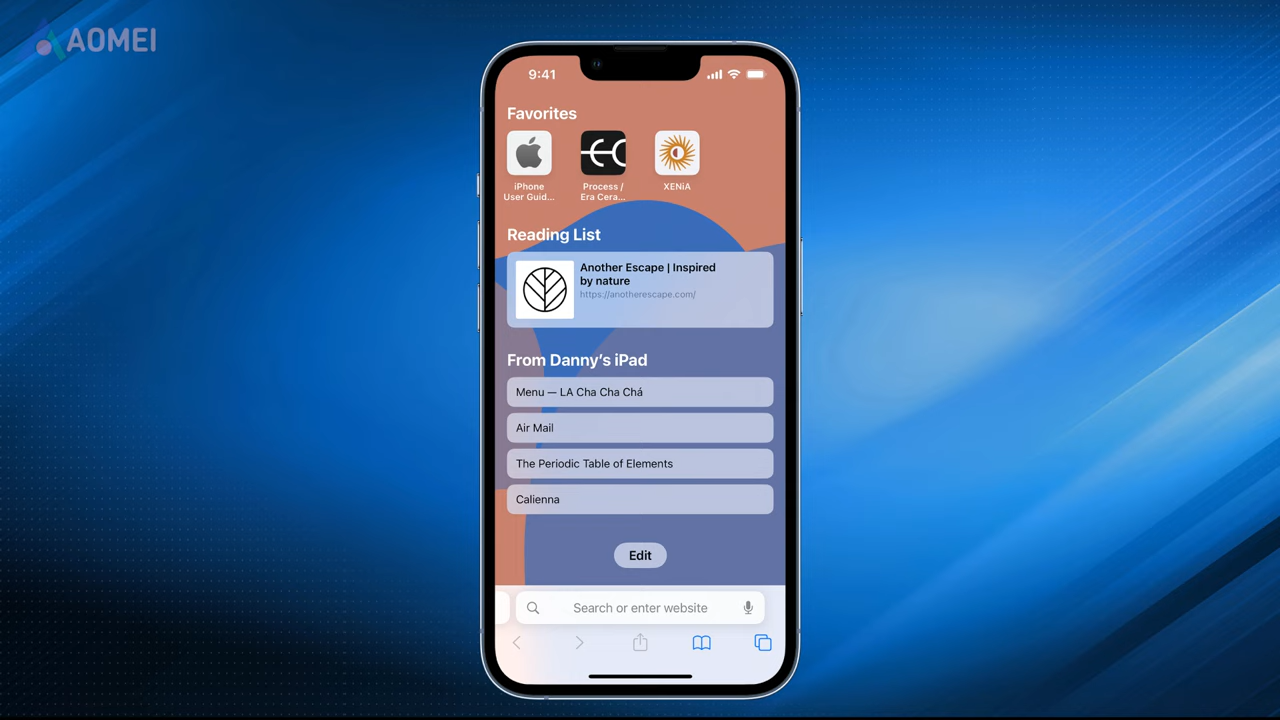 AOMEI
9:41
Favorites
iPhone
User Guid...
Process /
Era Cera...
XENiA
Reading List
Another Escape | Inspired
by nature
https://anotherescape.com/
From Danny’s iPad
Menu — LA Cha Cha Chá
Air Mail
The Periodic Table of Elements
Calienna
Edit
Search or enter website